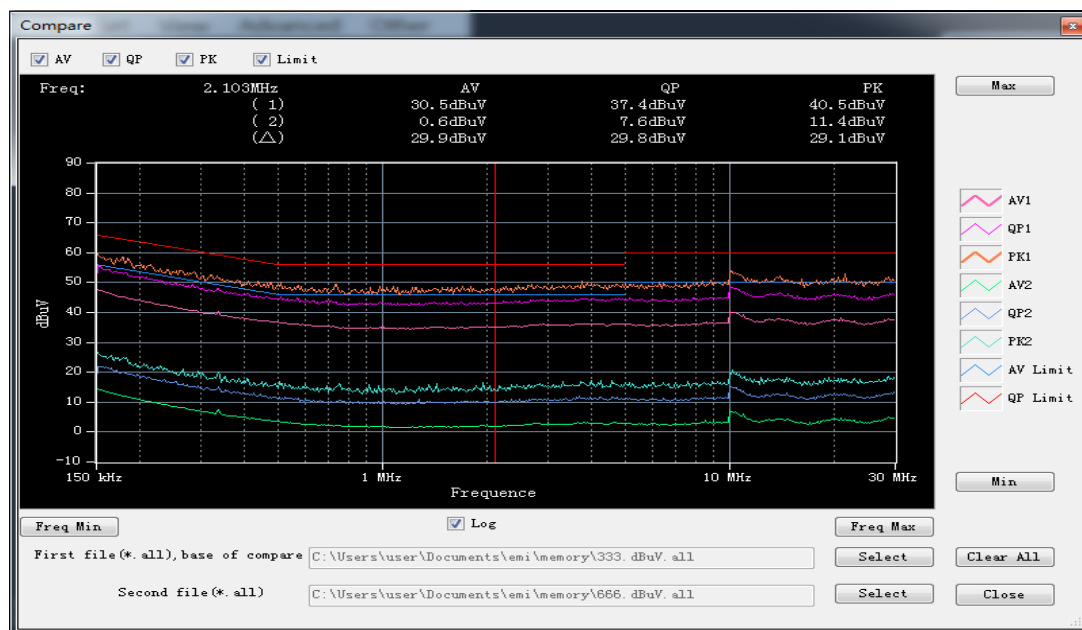 Compare
AV QP PK Limit
Freq: 2.103MHz AV QP PK
( 1) 30.5dBuV 37.4dBuV 40.5dBuV
( 2) 0.6dBuV 7.6dBuV 11.4dBuV
(△) 29.9dBuV 29.8dBuV 29.1dBuV
Max
90
80
70
60
50
40
30
20
10
0
-10
dBuV
150 kHz 1 MHz 10 MHz 30 MHz
Frequence
AV1
QP1
PK1
AV2
QP2
PK2
AV Limit
QP Limit
Min
Freq Min Log Freq Max
First file(*.all),base of compare C:\Users\user\Documents\emi\memory\333.dBuV.all Select Clear All
Second file(*.all) C:\Users\user\Documents\emi\memory\666.dBuV.all Select Close